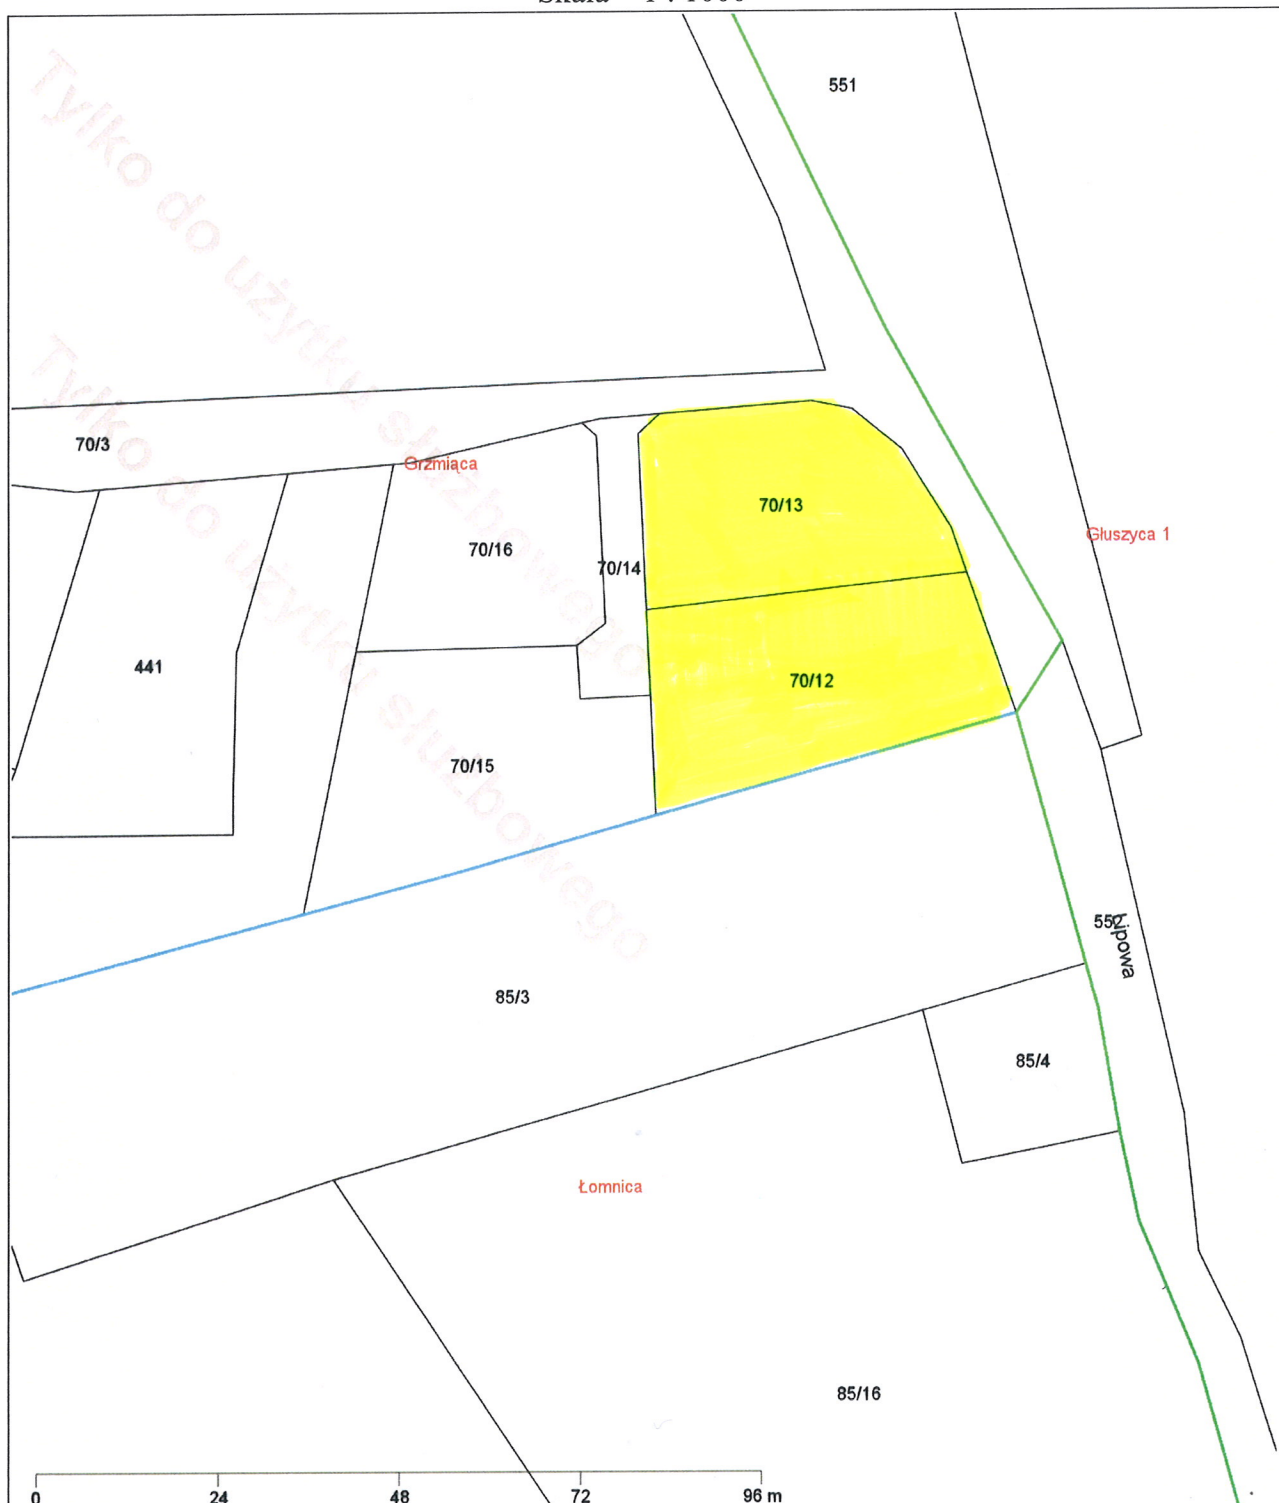 Skala 1 : 1000
551
Tylko do użytku służbowego
Tylko do użytku służbowego
70/3
Grzmiąca
70/13
Głuszyca 1
70/16
70/14
441
70/12
70/15
552
Lipowa
85/3
85/4
Łomnica
85/16
0 24 48 72 96 m